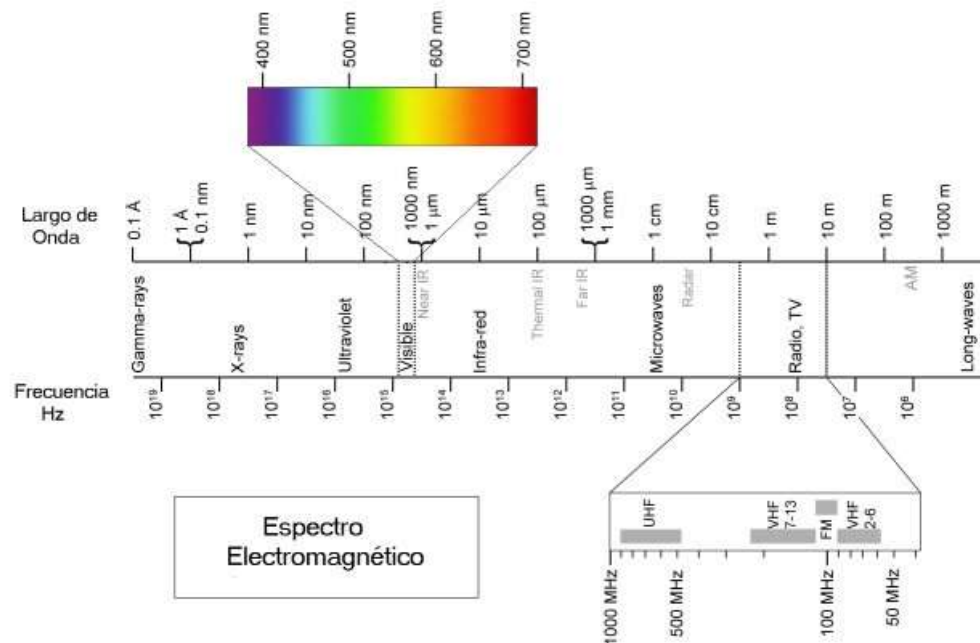 400 nm
500 nm
600 nm
700 nm
Largo de
Onda
0.1 Å
1 Å
0.1 nm
1 nm
10 nm
100 nm
1000 nm
1 μm
10 μm
100 μm
1000 μm
1 mm
1 cm
10 cm
1 m
10 m
100 m
1000 m
Gamma-rays
X-rays
Ultraviolet
Visible
Near IR
Infra-red
Thermal IR
Far IR
Microwaves
Radar
Radio, TV
AM
Long-waves
Frecuencia
Hz
10¹⁹
10¹⁸
10¹⁷
10¹⁶
10¹⁵
10¹⁴
10¹³
10¹²
10¹¹
10¹⁰
10⁹
10⁸
10⁷
10⁶
Espectro
Electromagnético
UHF
VHF
7-13
FM
VHF
2-6
1000 MHz
500 MHz
100 MHz
50 MHz